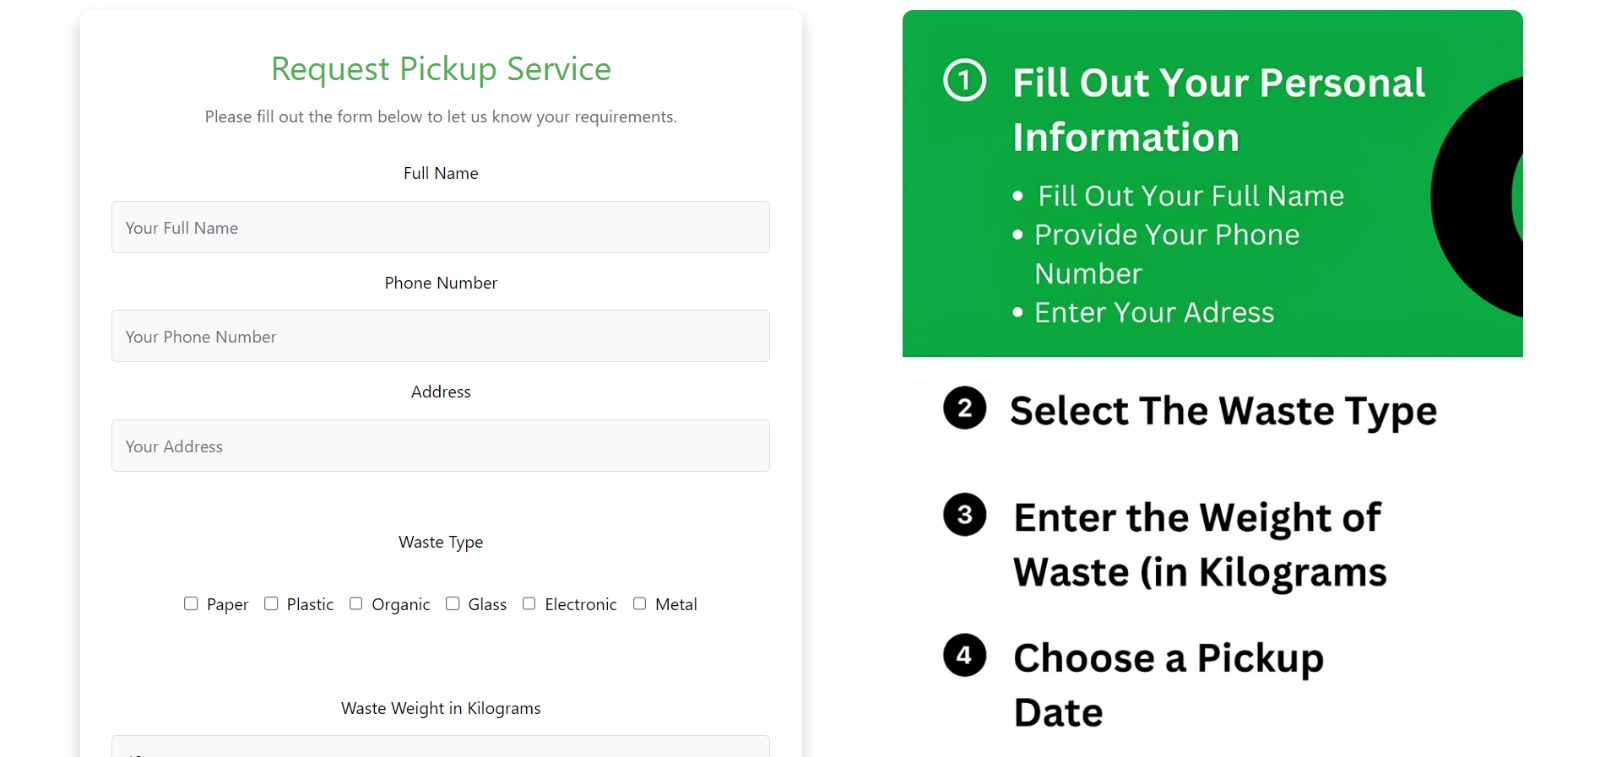 Request Pickup Service
Please fill out the form below to let us know your requirements.
Full Name
Your Full Name
Phone Number
Your Phone Number
Address
Your Address
Waste Type
Paper Plastic Organic Glass Electronic Metal
Waste Weight in Kilograms
1 Fill Out Your Personal
Information
• Fill Out Your Full Name
• Provide Your Phone
Number
• Enter Your Adress
2 Select The Waste Type
3 Enter the Weight of
Waste (in Kilograms
4 Choose a Pickup
Date